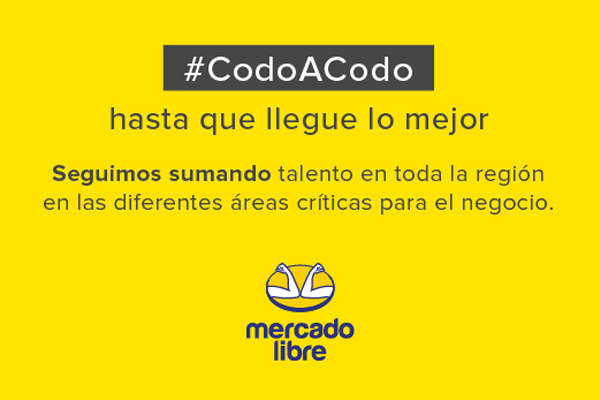 #CodoACodo
hasta que llegue lo mejor
Seguimos sumando talento en toda la región
en las diferentes áreas críticas para el negocio.
mercado
libre